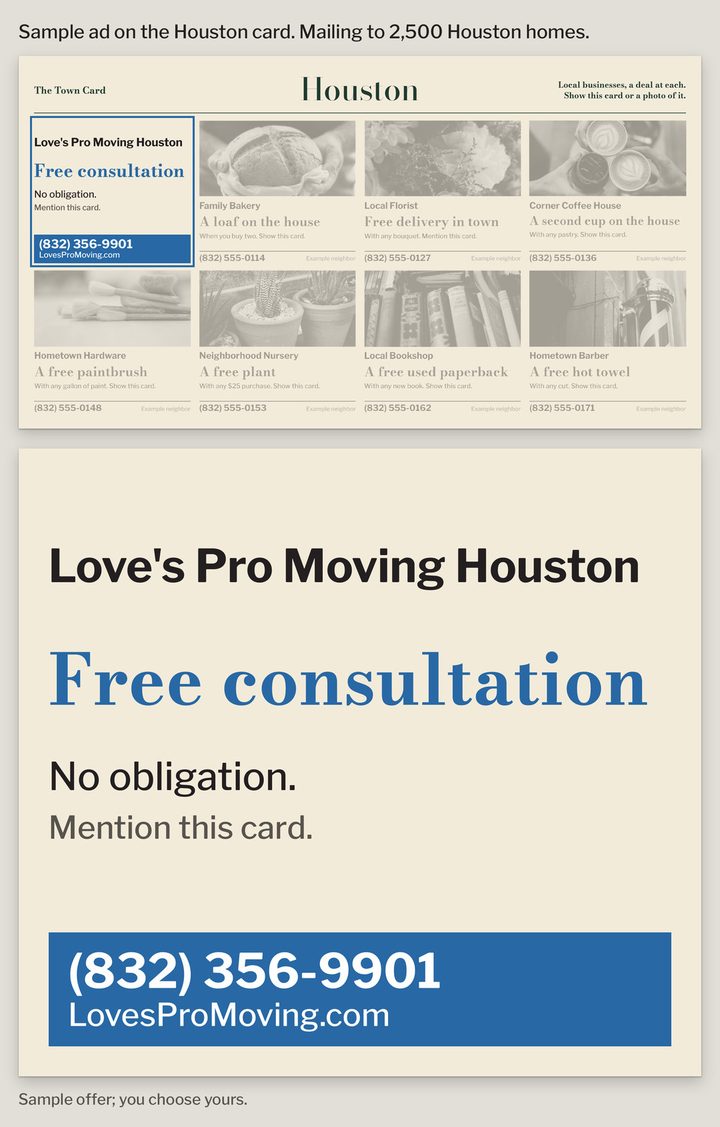 Sample ad on the Houston card. Mailing to 2,500 Houston homes.
The Town Card
Houston
Local businesses, a deal at each.
Show this card or a photo of it.
Love's Pro Moving Houston
Free consultation
No obligation.
Mention this card.
(832) 356-9901
LovesProMoving.com
Family Bakery
A loaf on the house
When you buy two. Show this card.
(832) 555-0114
Example neighbor
Local Florist
Free delivery in town
With any bouquet. Mention this card.
(832) 555-0127
Example neighbor
Corner Coffee House
A second cup on the house
With any pastry. Show this card.
(832) 555-0136
Example neighbor
Hometown Hardware
A free paintbrush
With any gallon of paint. Show this card.
(832) 555-0148
Example neighbor
Neighborhood Nursery
A free plant
With any $25 purchase. Show this card.
(832) 555-0153
Example neighbor
Local Bookshop
A free used paperback
With any new book. Show this card.
(832) 555-0162
Example neighbor
Hometown Barber
A free hot towel
With any cut. Show this card.
(832) 555-0171
Example neighbor
Love's Pro Moving Houston
Free consultation
No obligation.
Mention this card.
(832) 356-9901
LovesProMoving.com
Sample offer; you choose yours.